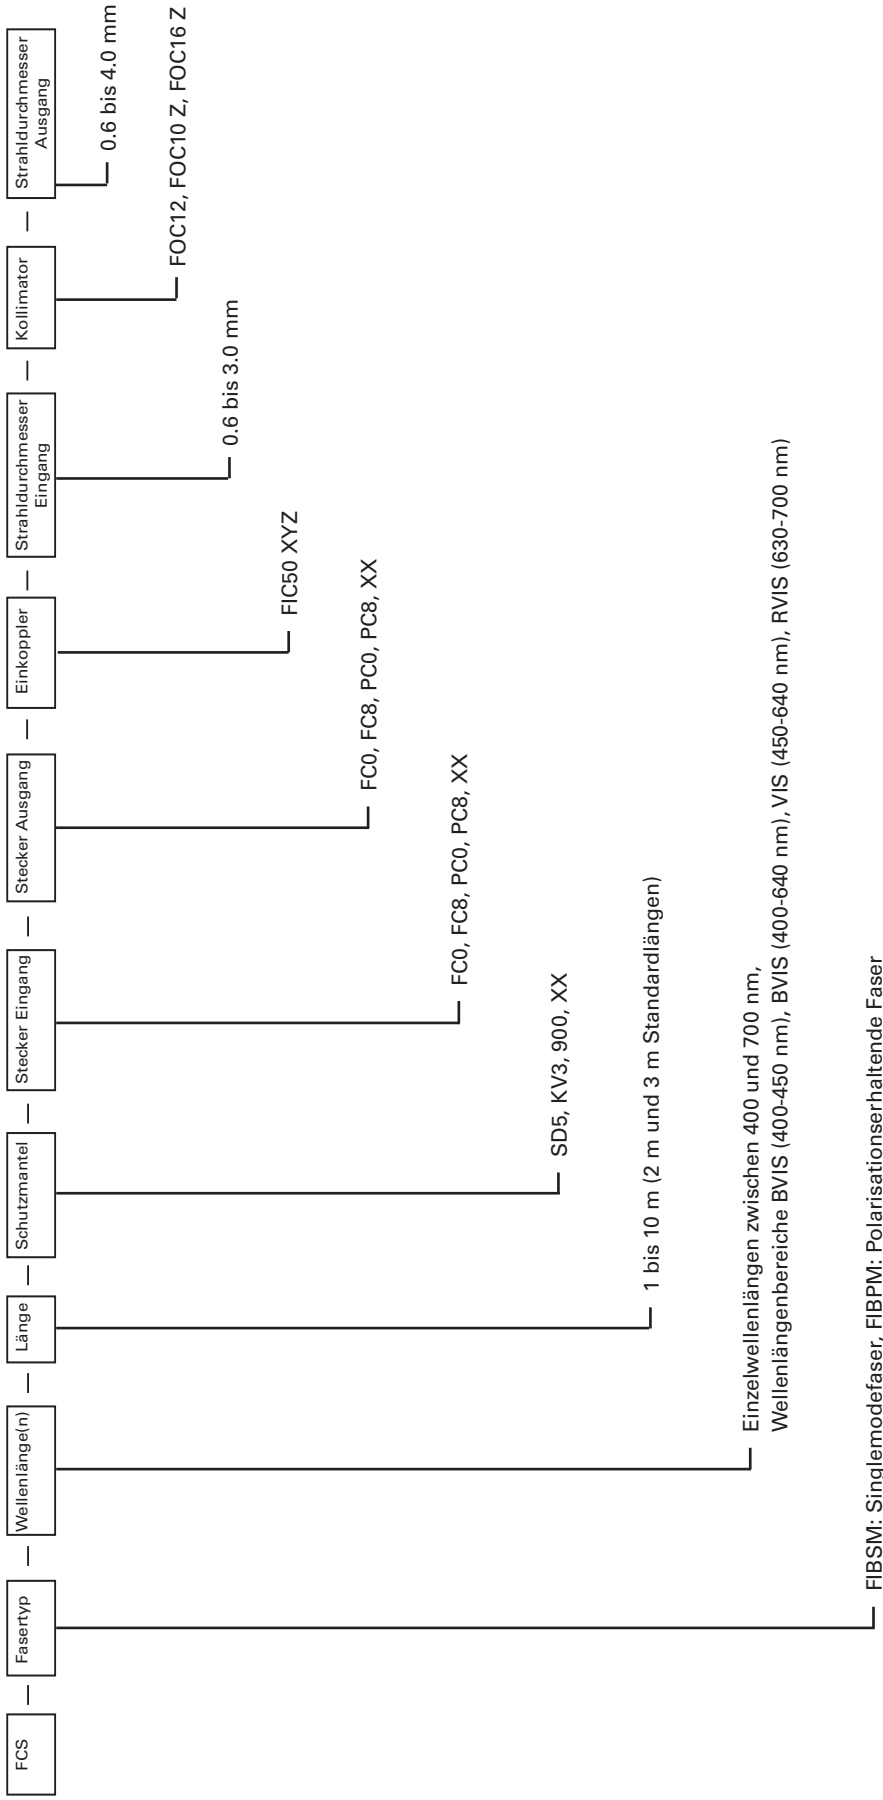 FCS
Fasertyp
Wellenlänge(n)
Länge
Schutzmantel
Stecker Eingang
Stecker Ausgang
Einkoppler
Strahldurchmesser
Eingang
Kollimator
Strahldurchmesser
Ausgang
0.6 bis 4.0 mm
FOC12, FOC10 Z, FOC16 Z
0.6 bis 3.0 mm
FIC50 XYZ
FC0, FC8, PC0, PC8, XX
FC0, FC8, PC0, PC8, XX
SD5, KV3, 900, XX
1 bis 10 m (2 m und 3 m Standardlängen)
Einzelwellenlängen zwischen 400 und 700 nm,
Wellenlängenbereiche BVIS (400-450 nm), BVIS (400-640 nm), VIS (450-640 nm), RVIS (630-700 nm)
FIBSM: Singlemodefaser, FIBPM: Polarisationserhaltende Faser